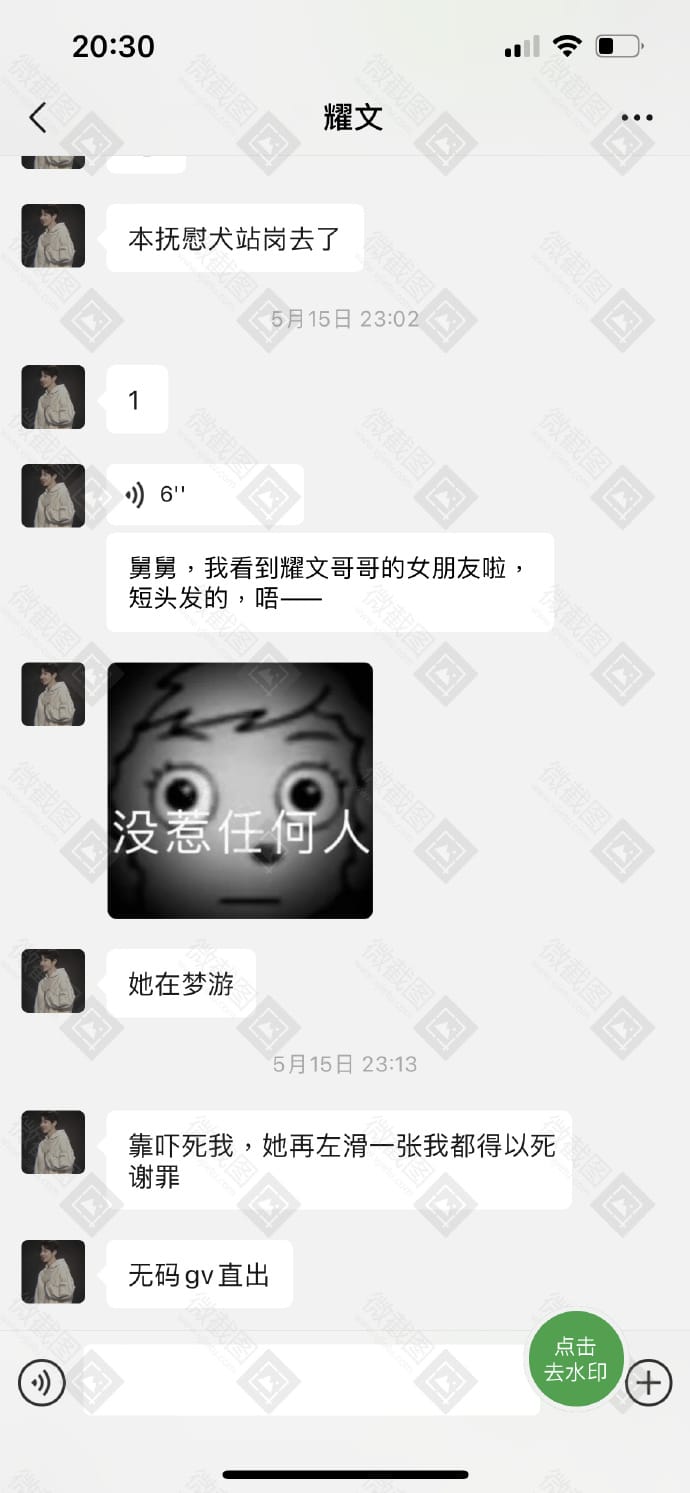 20:30
耀文
本抚慰犬站岗去了
5月15日 23:02
1
6''
舅舅，我看到耀文哥哥的女朋友啦，
短头发的，唔——
没惹任何人
她在梦游
5月15日 23:13
靠吓死我，她再左滑一张我都得以死
谢罪
无码gv直出
点击
去水印
微截图